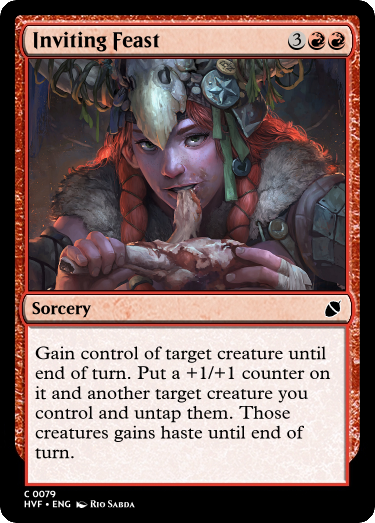 Inviting Feast 3
Sorcery
Gain control of target creature until
end of turn. Put a +1/+1 counter on
it and another target creature you
control and untap them. Those
creatures gains haste until end of
turn.
C 0079
HVF • ENG Rio Sabda